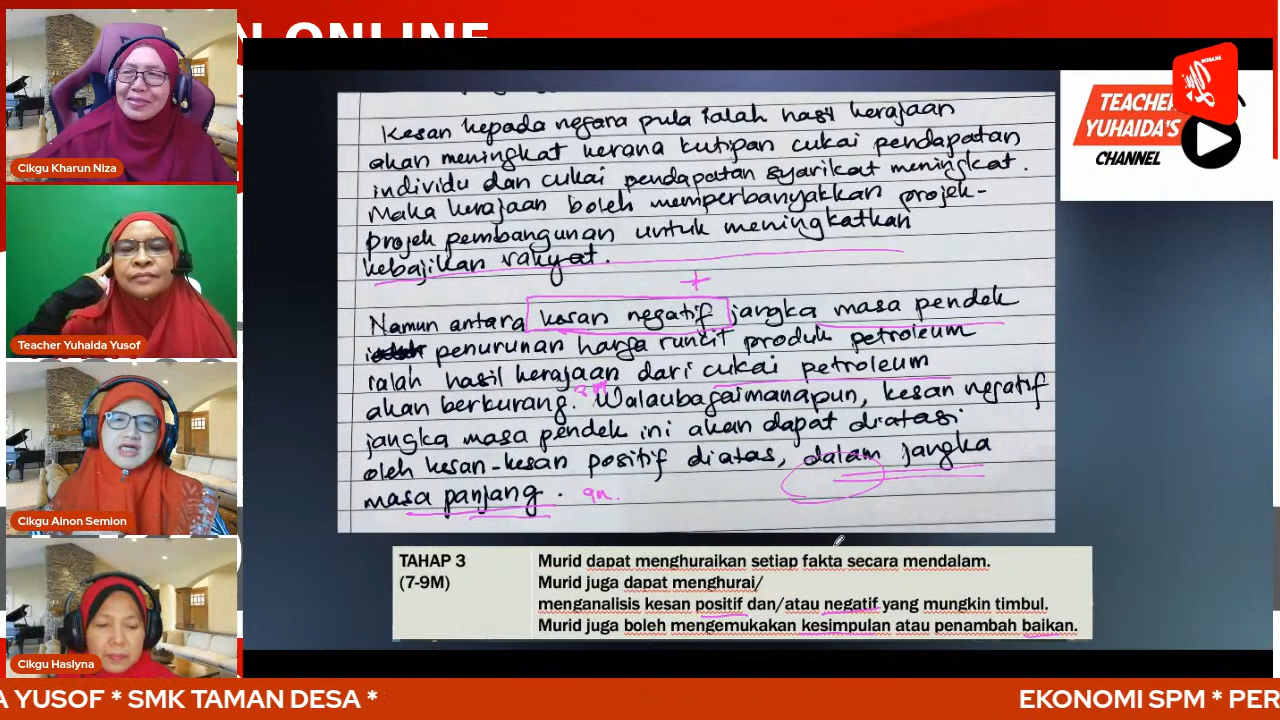 N ONLINE
TEACHER
YUHAIDA'S
CHANNEL
Cikgu Kharun Niza
Teacher Yuhaida Yusof
Cikgu Ainon Semion
Cikgu Haslyna
Kesan kepada negara pula ialah hasil kerajaan
akan meningkat kerana kutipan cukai pendapatan
individu dan cukai pendapatan syarikat meningkat.
Maka kerajaan boleh memperbanyakkan projek-
projek pembangunan untuk meningkatkan
kebajikan rakyat.
+
Namun antara kesan negatif jangka masa pendek
penurunan harga runcit produk petroleum
ialah hasil kerajaan dari cukai petroleum
akan berkurang. Walaubagaimanapun, kesan negatif
jangka masa pendek ini akan dapat diatasi
oleh kesan-kesan positif diatas, dalam jangka
masa panjang.
TAHAP 3
(7-9M)
Murid dapat menghuraikan setiap fakta secara mendalam.
Murid juga dapat menghurai/
menganalisis kesan positif dan/atau negatif yang mungkin timbul.
Murid juga boleh mengemukakan kesimpulan atau penambah baikan.
A YUSOF * SMK TAMAN DESA *
EKONOMI SPM * PER